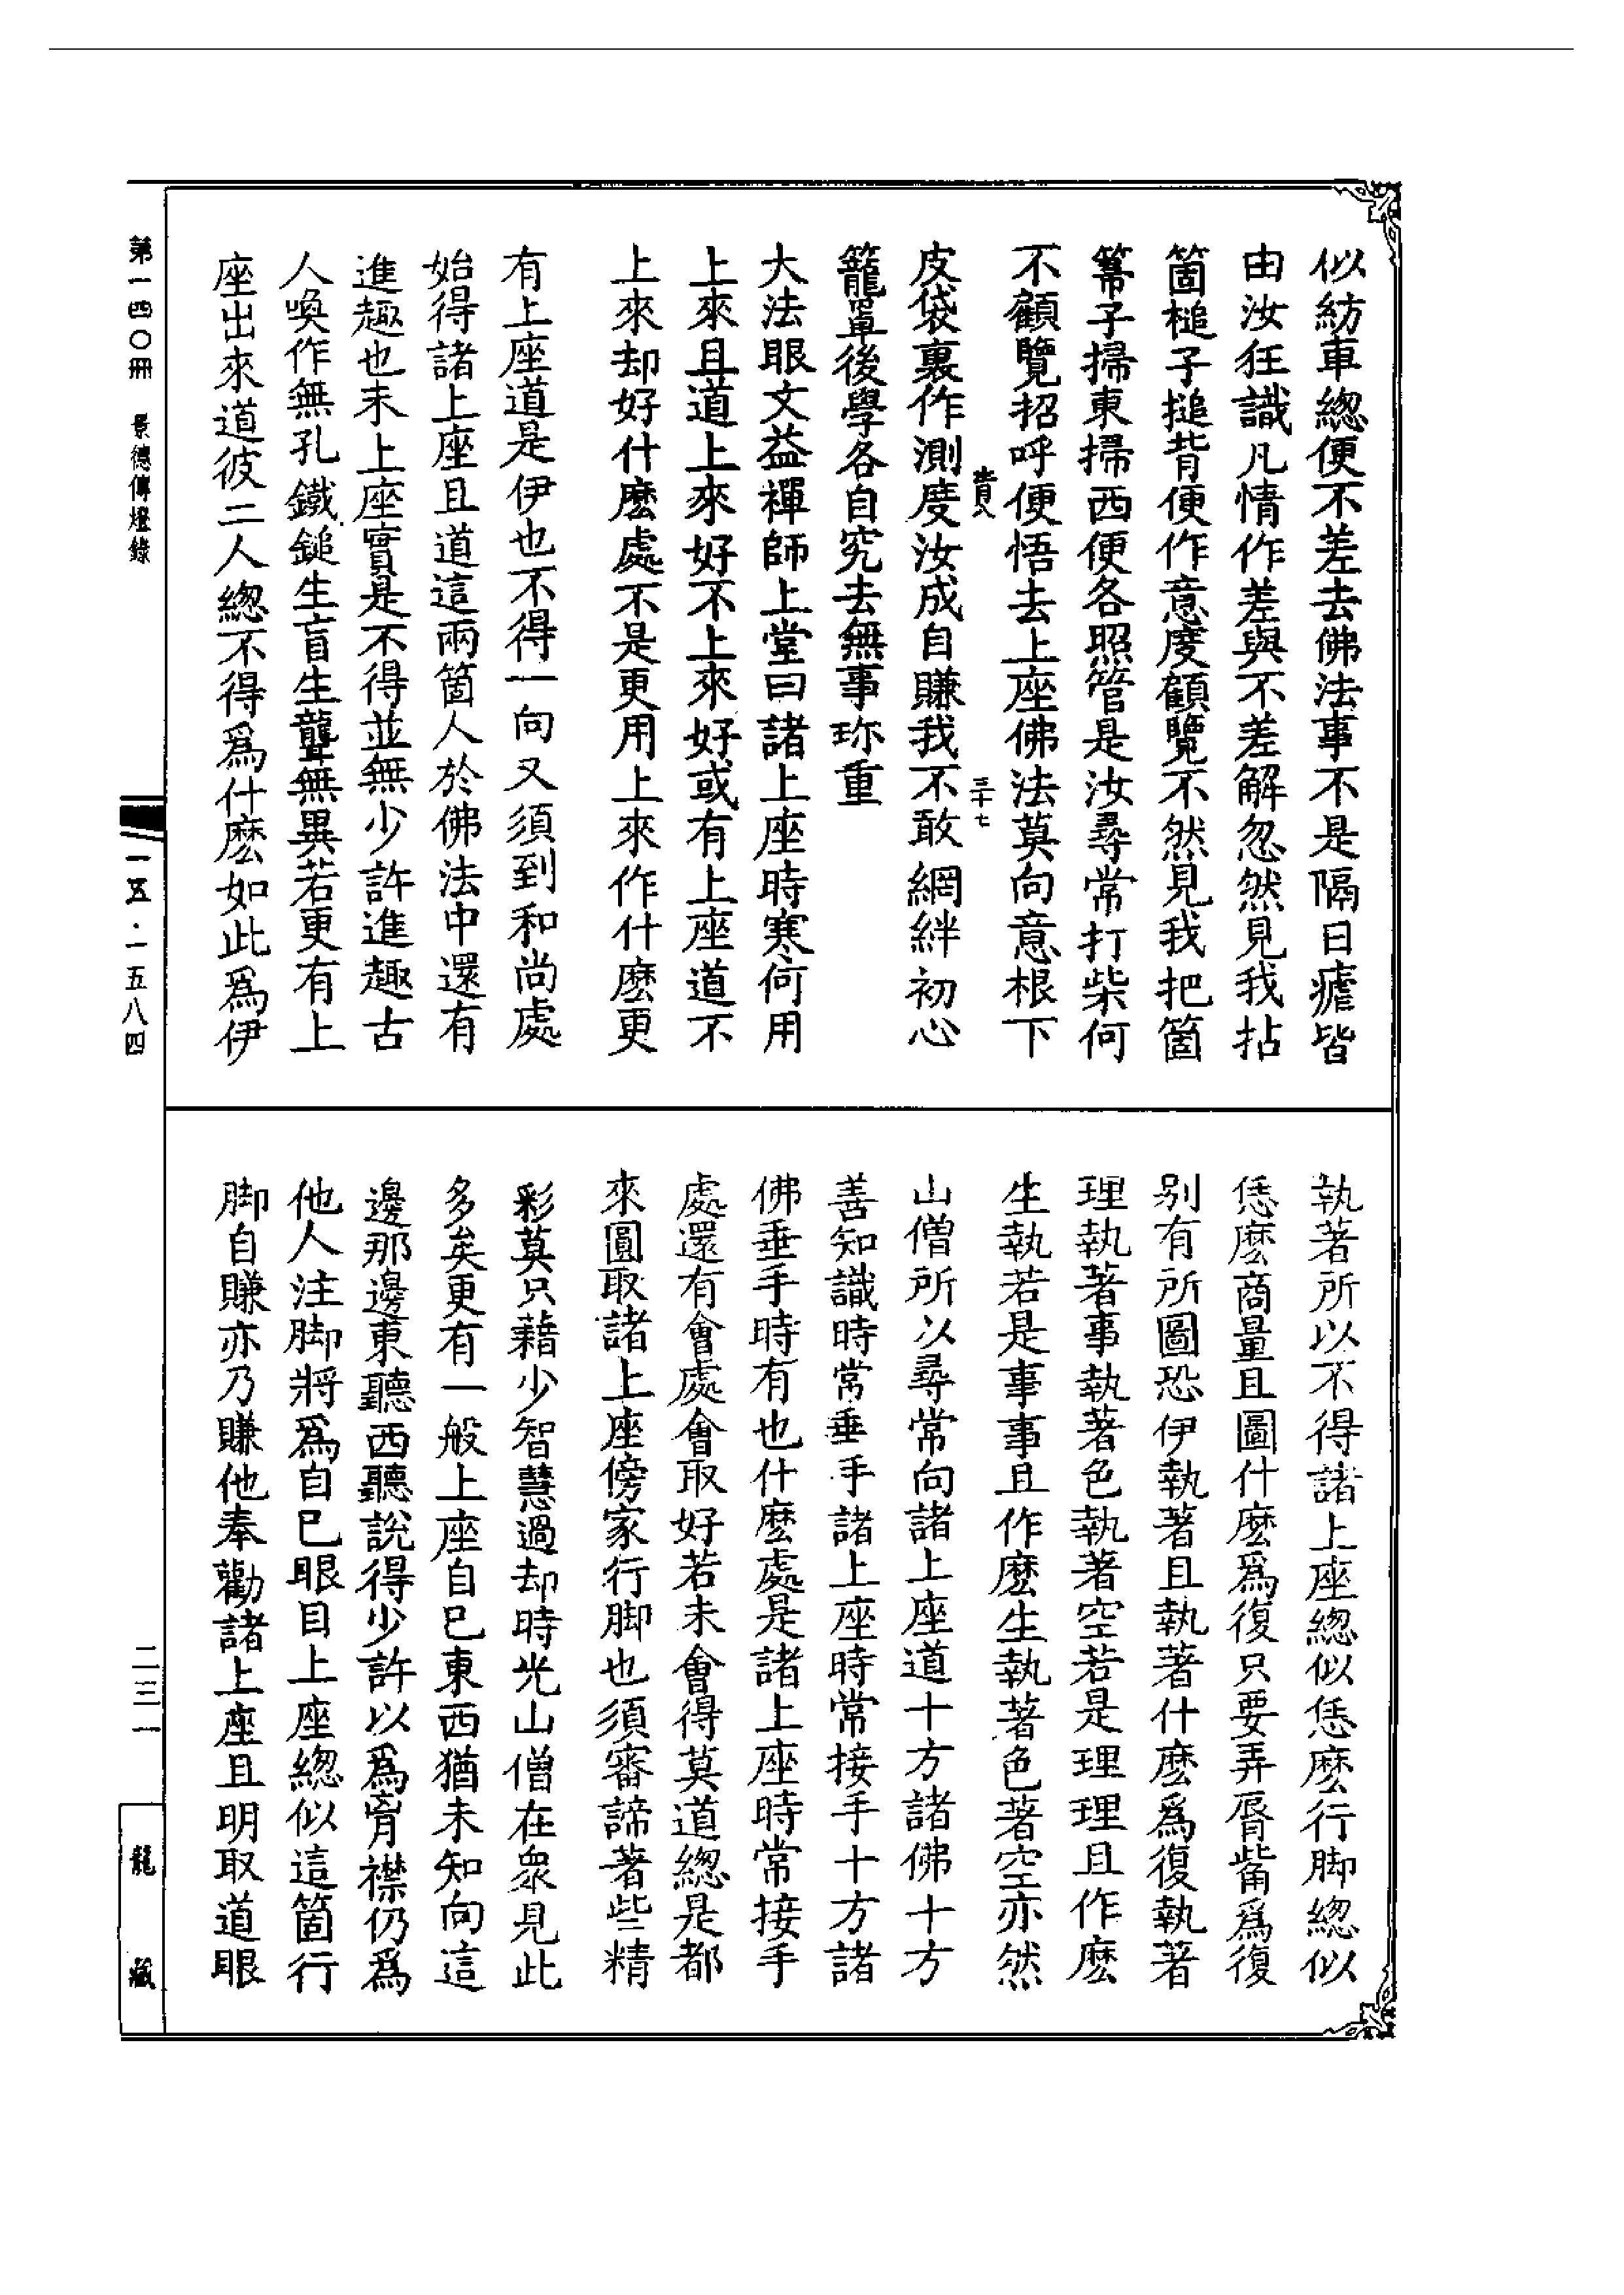 似紡車總便不差去佛法事不是隔日瘧皆
由汝狂識凡情作差與不差解忽然見我拈
箇槌子搥背便作意度顧覽不然見我把箇
箒子掃東掃西便各照管是汝尋常打柴何
不顧覽招呼便悟去上座佛法莫向意根下
皮袋裏作測度汝成自賺我不敢網絆初心
籠罩後學各自究去無事珎重
大法眼文益禪師上堂曰諸上座時寒何用
上來且道上來好不上來好或有上座道不
上來却好什麽處不是更用上來作什麽更
有上座道是伊也不得一向又須到和尚處
始得諸上座且道這兩箇人於佛法中還有
進趣也未上座實是不得並無少許進趣古
人喚作無孔鐵鎚生盲生聾無異若更有上
座出來道彼二人總不得爲什麽如此爲伊
執著所以不得諸上座總似恁麽行脚總似
恁麽商量且圖什麽爲復只要弄脣觜爲復
别有所圖恐伊執著且執著什麽爲復執著
理執著事執著色執著空若是理理且作麽
生執若是事事且作麽生執著色著空亦然
山僧所以尋常向諸上座道十方諸佛十方
善知識時常垂手諸上座時常接手十方諸
佛垂手時有也什麽處是諸上座時常接手
處還有會處會取好若未會得莫道總是都
來圓取諸上座傍家行脚也須審諦著些精
彩莫只藉少智慧過却時光山僧在衆見此
多矣更有一般上座自已東西猶未知向這
邊那邊東聽西聽說得少許以爲胷襟仍爲
他人注脚將爲自已眼目上座總似這箇行
脚自賺亦乃賺他奉勸諸上座且明取道眼
第一四〇冊 景德傳燈録
一五·一五八四
二三一
龍藏